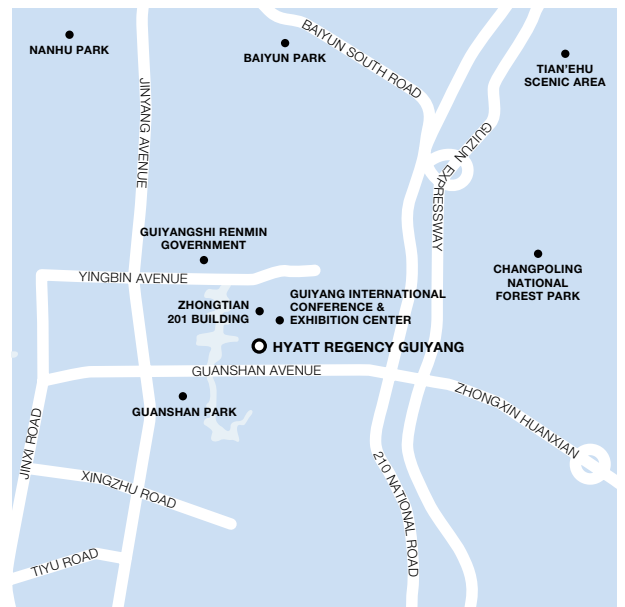 NANHU PARK
BAIYUN PARK
BAIYUN SOUTH ROAD
TIAN'EHU
SCENIC AREA
JINYANG AVENUE
GUIZUN EXPRESSWAY
GUIYANGSHI RENMIN
GOVERNMENT
YINGBIN AVENUE
CHANGPOLING
NATIONAL
FOREST PARK
ZHONGTIAN
201 BUILDING
GUIYANG INTERNATIONAL
CONFERENCE &
EXHIBITION CENTER
HYATT REGENCY GUIYANG
GUANSHAN AVENUE
GUANSHAN PARK
ZHONGXIN HUANXIAN
JINXI ROAD
XINGZHU ROAD
210 NATIONAL ROAD
TIYU ROAD